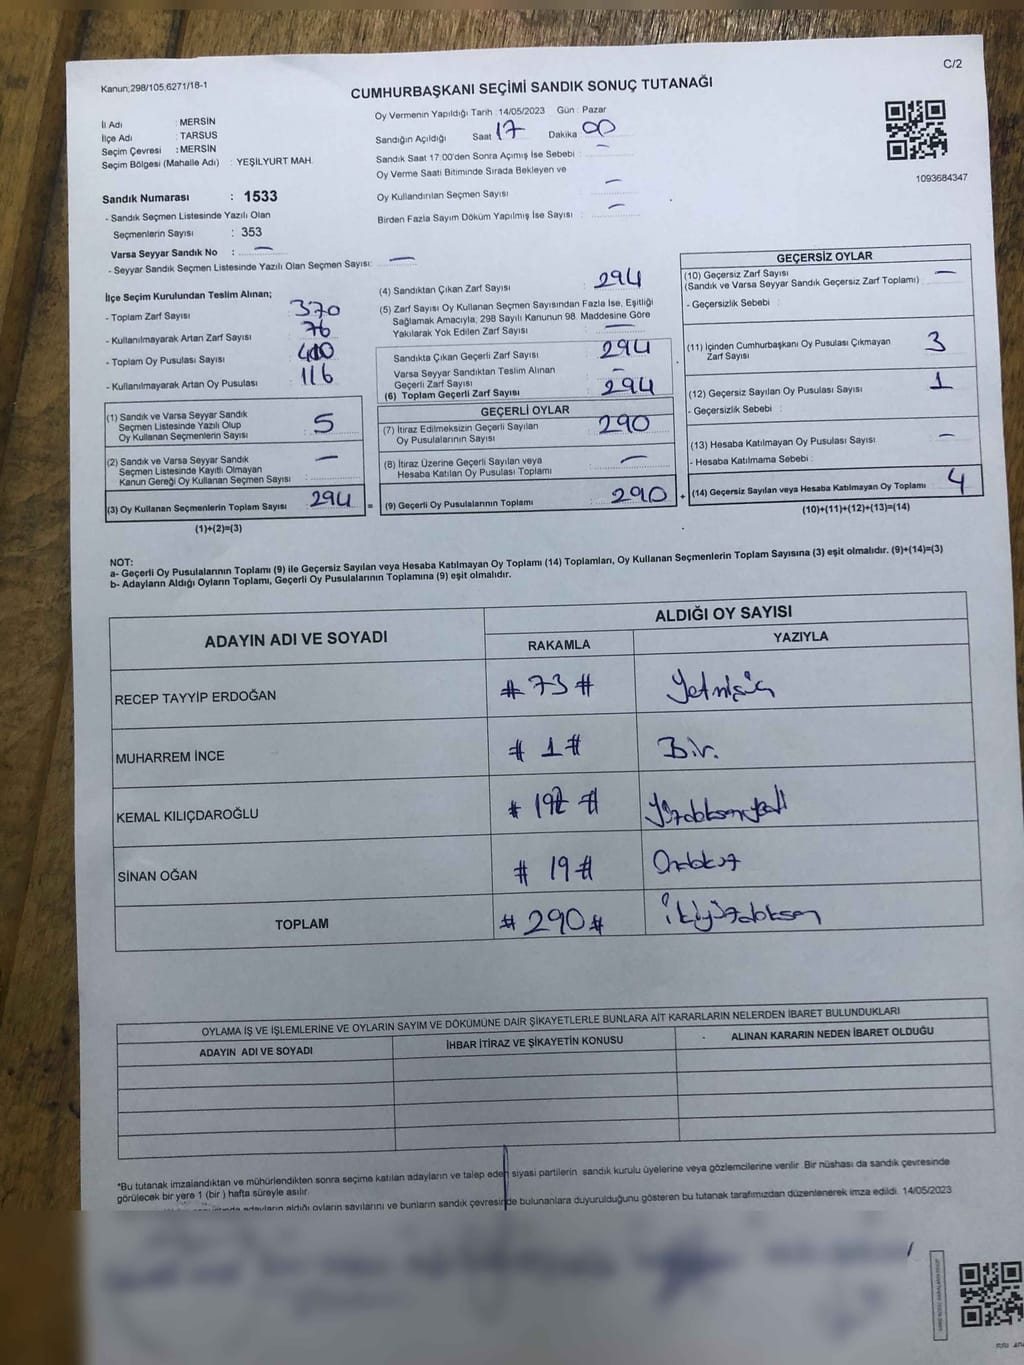 Kanun:298/105,6271/18-1
C/2
CUMHURBAŞKANI SEÇİMİ SANDIK SONUÇ TUTANAĞI
İli Adı : MERSİN
İlçe Adı : TARSUS
Seçim Çevresi : MERSİN
Seçim Bölgesi (Mahalle Adı) : YEŞİLYURT MAH.
Oy Vermenin Yapıldığı Tarih : 14/05/2023 Gün : Pazar
Sandığın Açıldığı Saat 17 Dakika 00
Sandık Saat 17:00'den Sonra Açımış İse Sebebi : —
Oy Verme Saati Bitiminde Sırada Bekleyen ve
Oy Kullandırılan Seçmen Sayısı : —
Birden Fazla Sayım Döküm Yapılmış İse Sayısı : —
1093684347
Sandık Numarası : 1533
- Sandık Seçmen Listesinde Yazılı Olan
Seçmenlerin Sayısı : 353
Varsa Seyyar Sandık No : —
- Seyyar Sandık Seçmen Listesinde Yazılı Olan Seçmen Sayısı: —
İlçe Seçim Kurulundan Teslim Alınan;
- Toplam Zarf Sayısı : 370
- Kullanılmayarak Artan Zarf Sayısı : 76
- Toplam Oy Pusulası Sayısı :
- Kullanılmayarak Artan Oy Pusulası : 116
(1) Sandık ve Varsa Seyyar Sandık
Seçmen Listesinde Yazılı Olup
Oy Kullanan Seçmenlerin Sayısı : 5
(2) Sandık ve Varsa Seyyar Sandık
Seçmen Listesinde Kayıtlı Olmayan
Kanun Gereği Oy Kullanan Seçmen Sayısı : —
(3) Oy Kullanan Seçmenlerin Toplam Sayısı : 294 =
(1)+(2)=(3)
(4) Sandıktan Çıkan Zarf Sayısı : 294
(5) Zarf Sayısı Oy Kullanan Seçmen Sayısından Fazla İse, Eşitliği
Sağlamak Amacıyla, 298 Sayılı Kanunun 98. Maddesine Göre
Yakılarak Yok Edilen Zarf Sayısı : —
Sandıkta Çıkan Geçerli Zarf Sayısı : 294
Varsa Seyyar Sandıktan Teslim Alınan
Geçerli Zarf Sayısı : —
(6) Toplam Geçerli Zarf Sayısı : 294
GEÇERLİ OYLAR
(7) İtiraz Edilmeksizin Geçerli Sayılan
Oy Pusulalarının Sayısı : 290
(8) İtiraz Üzerine Geçerli Sayılan veya
Hesaba Katılan Oy Pusulası Toplamı : —
(9) Geçerli Oy Pusulalarının Toplamı : 290 +
GEÇERSİZ OYLAR
(10) Geçersiz Zarf Sayısı : —
(Sandık ve Varsa Seyyar Sandık Geçersiz Zarf Toplamı)
- Geçersizlik Sebebi :
(11) İçinden Cumhurbaşkanı Oy Pusulası Çıkmayan
Zarf Sayısı : 3
(12) Geçersiz Sayılan Oy Pusulası Sayısı : 1
- Geçersizlik Sebebi :
(13) Hesaba Katılmayan Oy Pusulası Sayısı : —
- Hesaba Katılmama Sebebi :
(14) Geçersiz Sayılan veya Hesaba Katılmayan Oy Toplamı : 4
(10)+(11)+(12)+(13)=(14)
NOT:
a- Geçerli Oy Pusulalarının Toplamı (9) ile Geçersiz Sayılan veya Hesaba Katılmayan Oy Toplamı (14) Toplamları, Oy Kullanan Seçmenlerin Toplam Sayısına (3) eşit olmalıdır. (9)+(14)=(3)
b- Adayların Aldığı Oyların Toplamı, Geçerli Oy Pusulalarının Toplamına (9) eşit olmalıdır.
ADAYIN ADI VE SOYADI
ALDIĞI OY SAYISI
RAKAMLA YAZIYLA
RECEP TAYYİP ERDOĞAN # 73 # Yetmişüç
MUHARREM İNCE # 1 # Bir.
KEMAL KILIÇDAROĞLU # 197 # Yüzdoksanyedi
SİNAN OĞAN # 19 # Ondokuz
TOPLAM # 290 # İkiyüzdoksan
OYLAMA İŞ VE İŞLEMLERİNE VE OYLARIN SAYIM VE DÖKÜMÜNE DAİR ŞİKAYETLERLE BUNLARA AİT KARARLARIN NELERDEN İBARET BULUNDUKLARI
ADAYIN ADI VE SOYADI İHBAR İTİRAZ VE ŞİKAYETİN KONUSU ALINAN KARARIN NEDEN İBARET OLDUĞU
*Bu tutanak imzalandıktan ve mühürlendikten sonra seçime katılan adayların ve talep eden siyasi partilerin sandık kurulu üyelerine veya gözlemcilerine verilir. Bir nüshası da sandık çevresinde
görülecek bir yere 1 (bir ) hafta süreyle asılır.
adayların aldığı oyların sayılarını ve bunların sandık çevresinde bulunanlara duyurulduğunu gösteren bu tutanak tarafımızdan düzenlenerek imza edildi. 14/05/2023